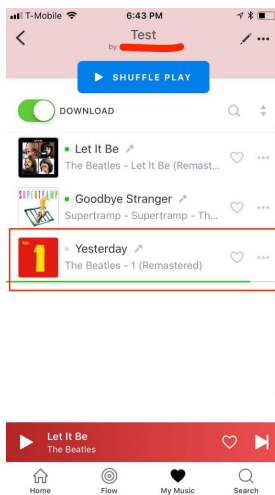 T-Mobile 6:43 PM
Test
by
SHUFFLE PLAY
DOWNLOAD
Let It Be
The Beatles - Let It Be (Remast...
SUPERTRAMP
Goodbye Stranger
Supertramp - Supertramp - Th...
1
Yesterday
The Beatles - 1 (Remastered)
Let It Be
The Beatles
Home Flow My Music Search